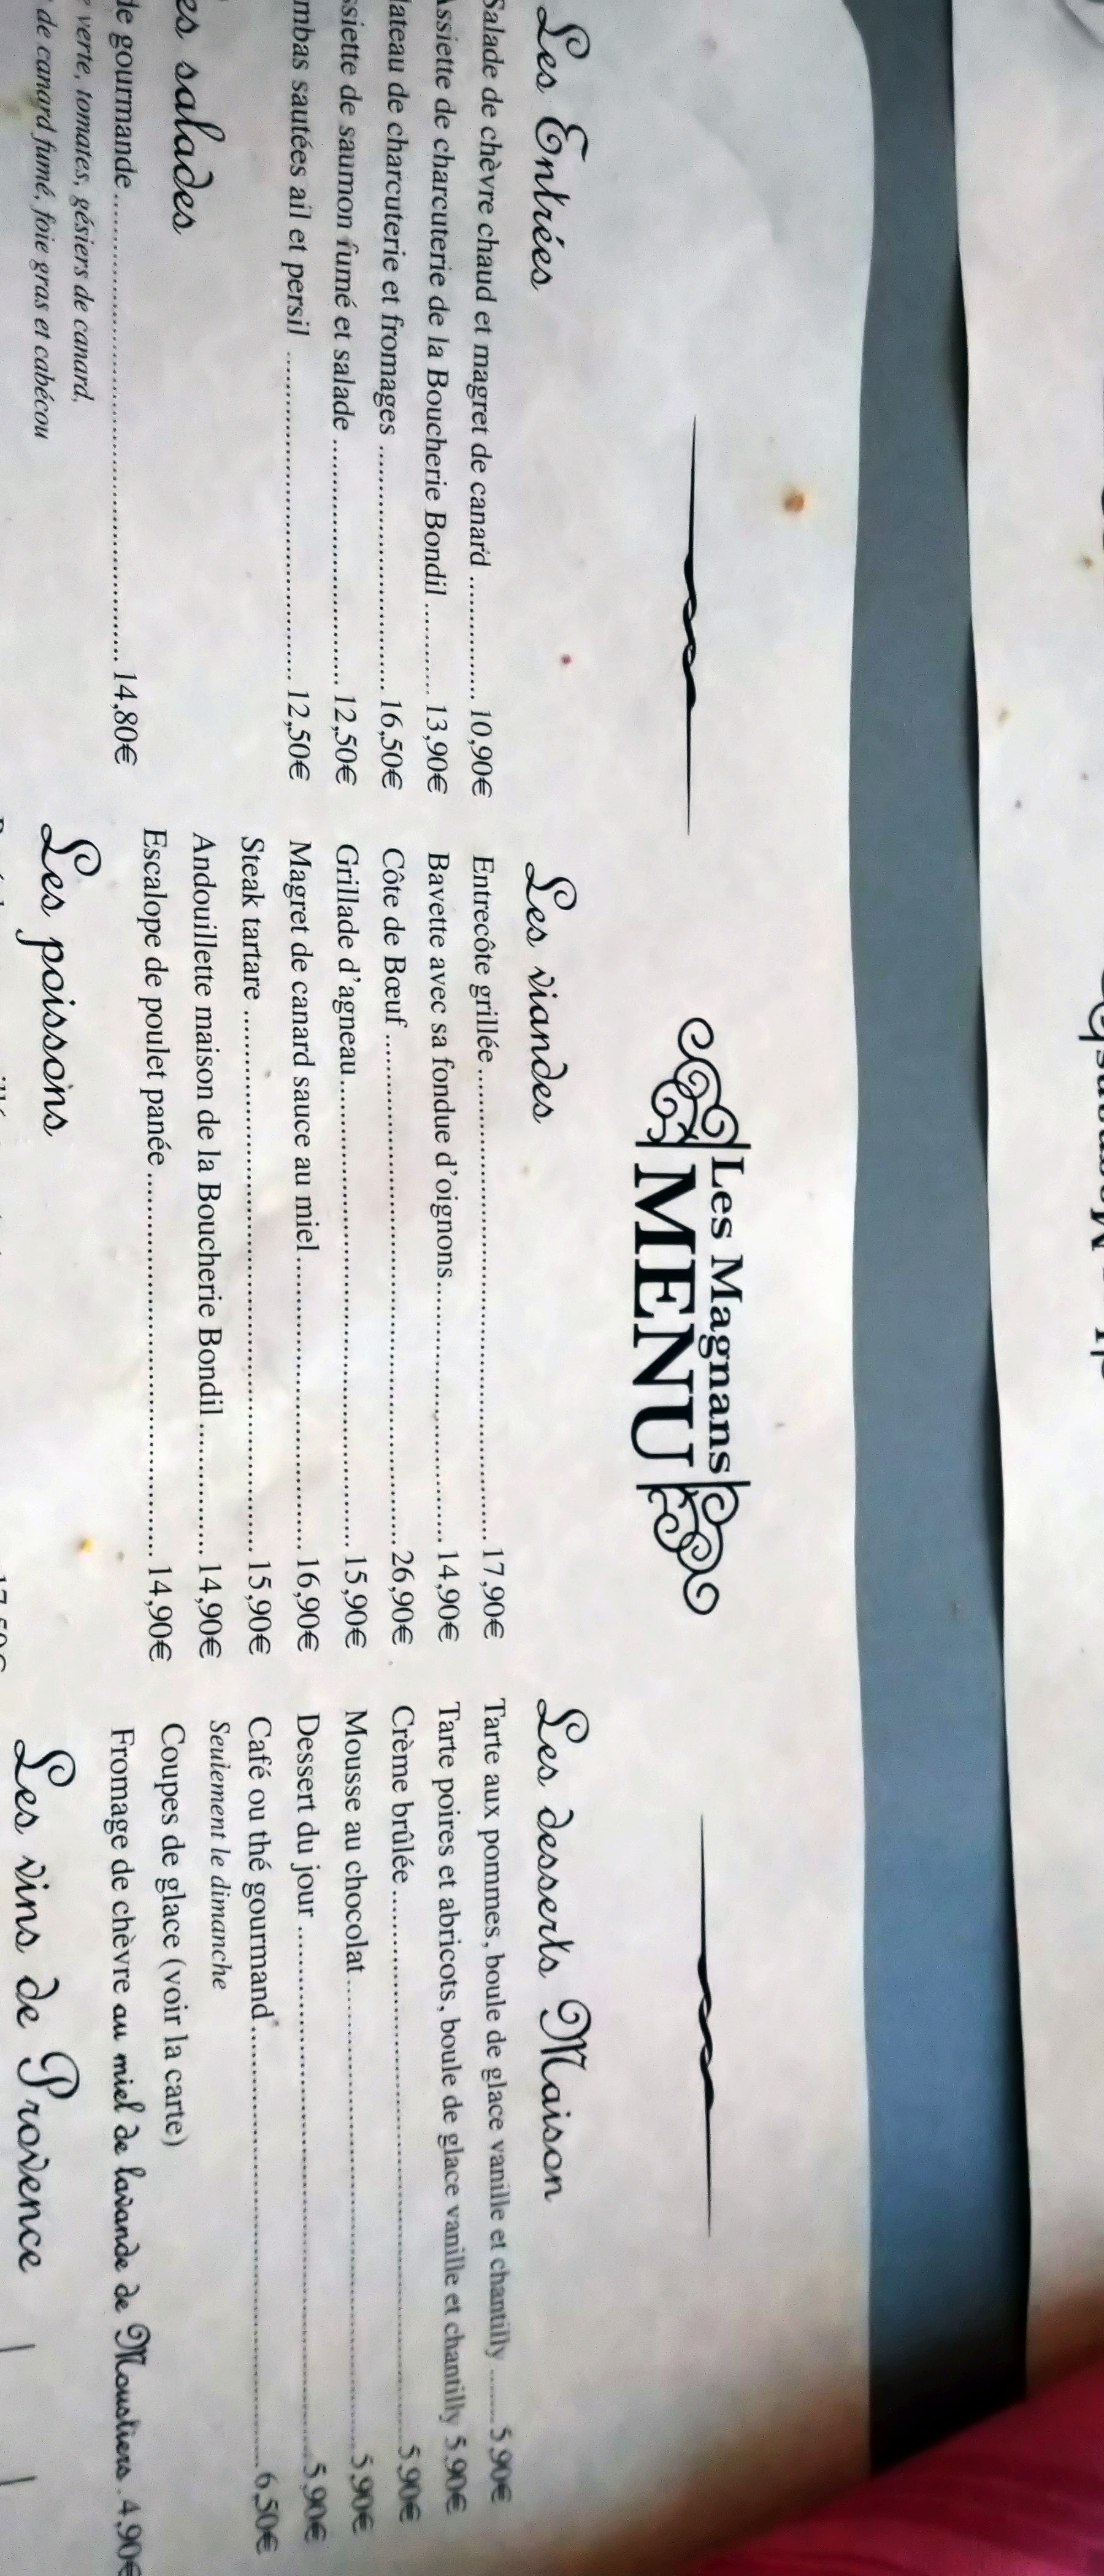 Les Magnans
MENU
Les Entrées
Salade de chèvre chaud et magret de canard ............. 10,90€
Assiette de charcuterie de la Boucherie Bondil ........... 13,90€
lateau de charcuterie et fromages ............................... 16,50€
ssiette de saumon fumé et salade ................................ 12,50€
mbas sautées ail et persil ............................................ 12,50€
es salades
de gourmande ............................................................ 14,80€
verte, tomates, gésiers de canard,
de canard fumé, foie gras et cabécou
Les viandes
Entrecôte grillée ............................................................ 17,90€
Bavette avec sa fondue d'oignons................................. 14,90€
Côte de Bœuf ................................................................ 26,90€
Grillade d'agneau........................................................... 15,90€
Magret de canard sauce au miel .................................... 16,90€
Steak tartare .................................................................. 15,90€
Andouillette maison de la Boucherie Bondil ................ 14,90€
Escalope de poulet panée .............................................. 14,90€
Les poissons
Les desserts Maison
Tarte aux pommes, boule de glace vanille et chantilly ........ 5,90€
Tarte poires et abricots, boule de glace vanille et chantilly 5,90€
Crème brûlée ...................................................................... 5,90€
Mousse au chocolat............................................................. 5,90€
Dessert du jour ................................................................... 5,90€
Café ou thé gourmand......................................................... 6,50€
Seulement le dimanche
Coupes de glace (voir la carte)
Fromage de chèvre au miel de lavande de Moustiers . 4,90€
Les vins de Provence